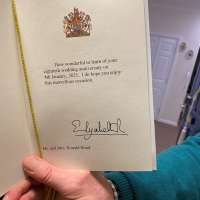 How wonderful to learn of your
eightieth wedding anniversary on
4th January, 2021. I do hope you enjoy
this marvellous occasion.
Elizabeth R
Mr. and Mrs. Ronald Bond